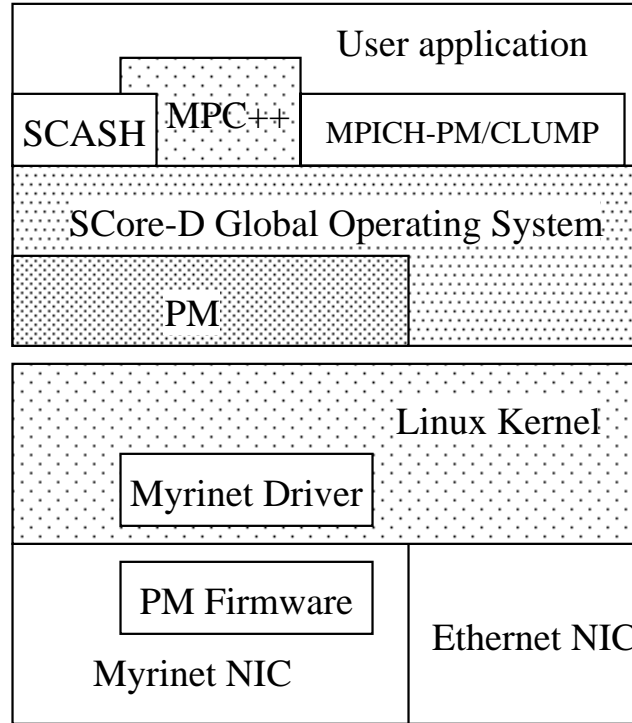 User application
SCASH
MPC++
MPICH-PM/CLUMP
SCore-D Global Operating System
PM
Linux Kernel
Myrinet Driver
PM Firmware
Myrinet NIC
Ethernet NIC